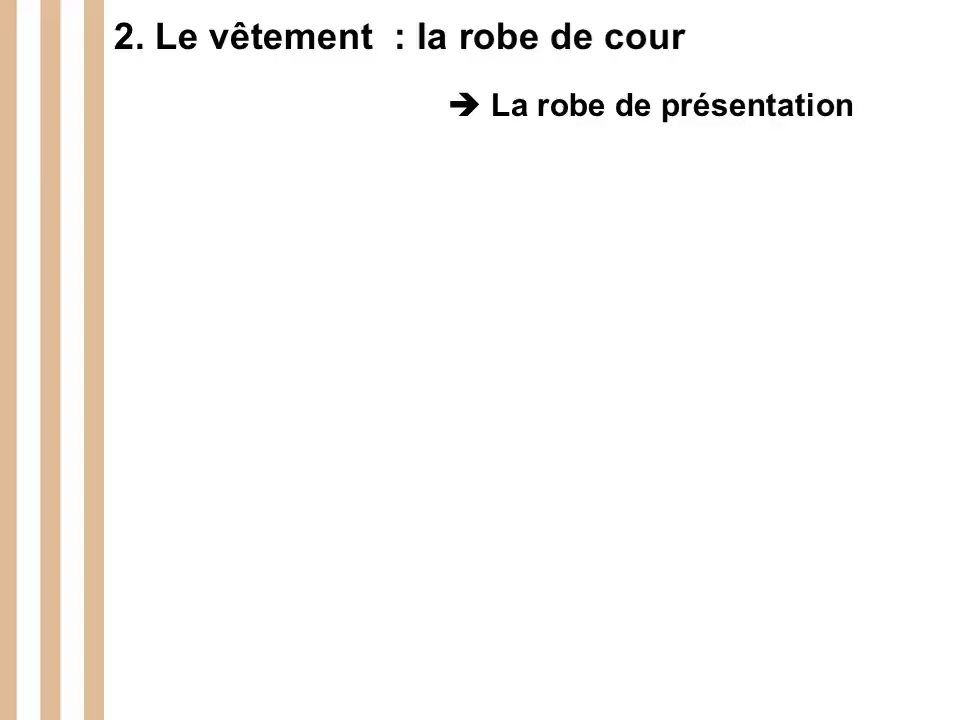 2. Le vêtement  : la robe de cour
➔ La robe de présentation